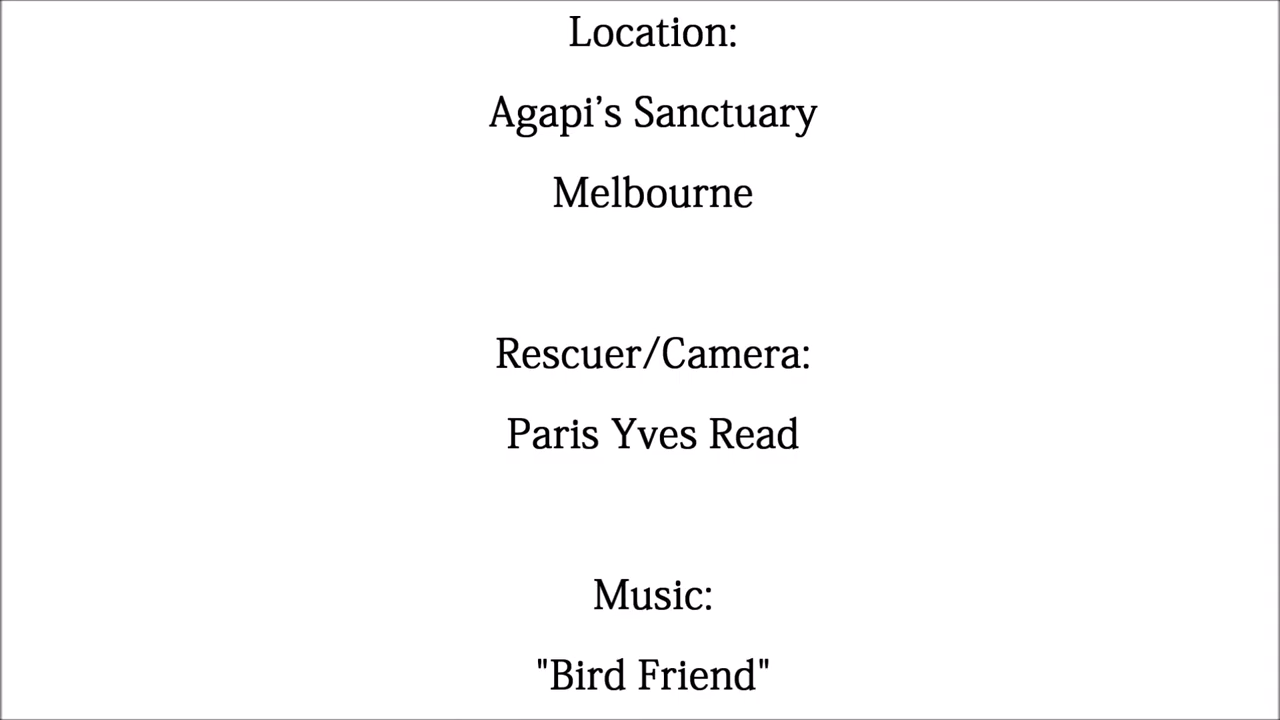 Location:
Agapi’s Sanctuary
Melbourne
Rescuer/Camera:
Paris Yves Read
Music:
"Bird Friend"